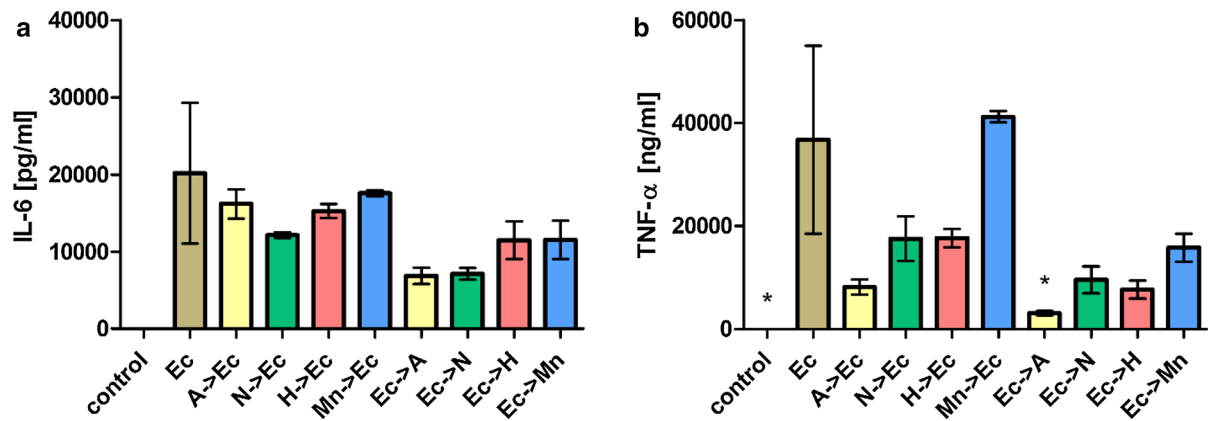 a
IL-6 [pg/ml]
40000
30000
20000
10000
0
control
Ec
A->Ec
N->Ec
H->Ec
Mn->Ec
Ec->A
Ec->N
Ec->H
Ec->Mn
b
TNF-α [ng/ml]
60000
40000
20000
0
*
*
control
Ec
A->Ec
N->Ec
H->Ec
Mn->Ec
Ec->A
Ec->N
Ec->H
Ec->Mn